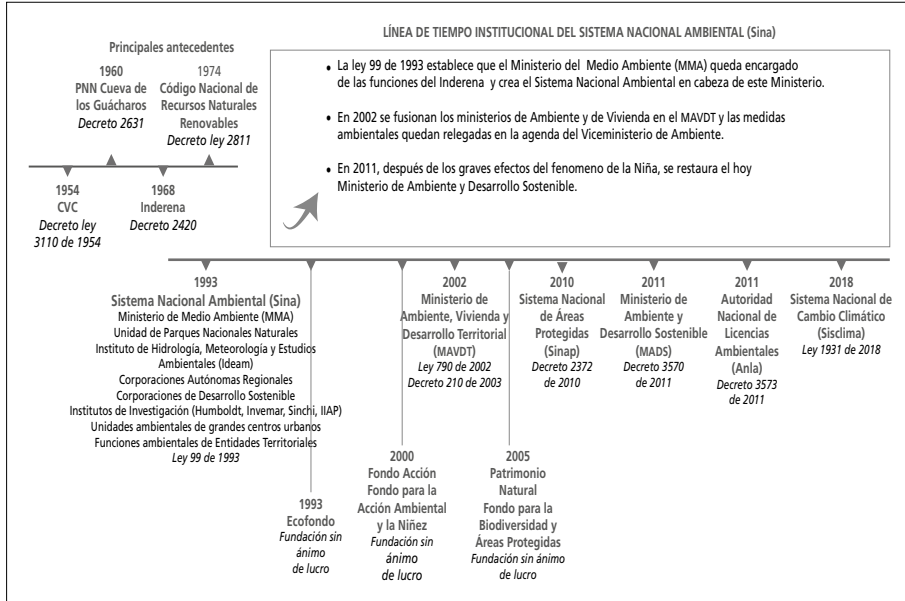 LÍNEA DE TIEMPO INSTITUCIONAL DEL SISTEMA NACIONAL AMBIENTAL (Sina)
Principales antecedentes
1960
PNN Cueva de
los Guácharos
Decreto 2631
1974
Código Nacional de
Recursos Naturales
Renovables
Decreto ley 2811
1954
CVC
Decreto ley
3110 de 1954
1968
Inderena
Decreto 2420
• La ley 99 de 1993 establece que el Ministerio del Medio Ambiente (MMA) queda encargado
de las funciones del Inderena y crea el Sistema Nacional Ambiental en cabeza de este Ministerio.
• En 2002 se fusionan los ministerios de Ambiente y de Vivienda en el MAVDT y las medidas
ambientales quedan relegadas en la agenda del Viceministerio de Ambiente.
• En 2011, después de los graves efectos del fenomeno de la Niña, se restaura el hoy
Ministerio de Ambiente y Desarrollo Sostenible.
1993
Sistema Nacional Ambiental (Sina)
Ministerio de Medio Ambiente (MMA)
Unidad de Parques Nacionales Naturales
Instituto de Hidrología, Meteorología y Estudios
Ambientales (Ideam)
Corporaciones Autónomas Regionales
Corporaciones de Desarrollo Sostenible
Institutos de Investigación (Humboldt, Invemar, Sinchi, IIAP)
Unidades ambientales de grandes centros urbanos
Funciones ambientales de Entidades Territoriales
Ley 99 de 1993
2002
Ministerio de
Ambiente, Vivienda y
Desarrollo Territorial
(MAVDT)
Ley 790 de 2002
Decreto 210 de 2003
2010
Sistema Nacional
de Áreas
Protegidas
(Sinap)
Decreto 2372
de 2010
2011
Ministerio de
Ambiente y
Desarrollo Sostenible
(MADS)
Decreto 3570
de 2011
2011
Autoridad
Nacional de
Licencias
Ambientales
(Anla)
Decreto 3573
de 2011
2018
Sistema Nacional de
Cambio Climático
(Sisclima)
Ley 1931 de 2018
1993
Ecofondo
Fundación sin
ánimo
de lucro
2000
Fondo Acción
Fondo para la
Acción Ambiental
y la Niñez
Fundación sin
ánimo
de lucro
2005
Patrimonio
Natural
Fondo para la
Biodiversidad y
Áreas Protegidas
Fundación sin ánimo
de lucro